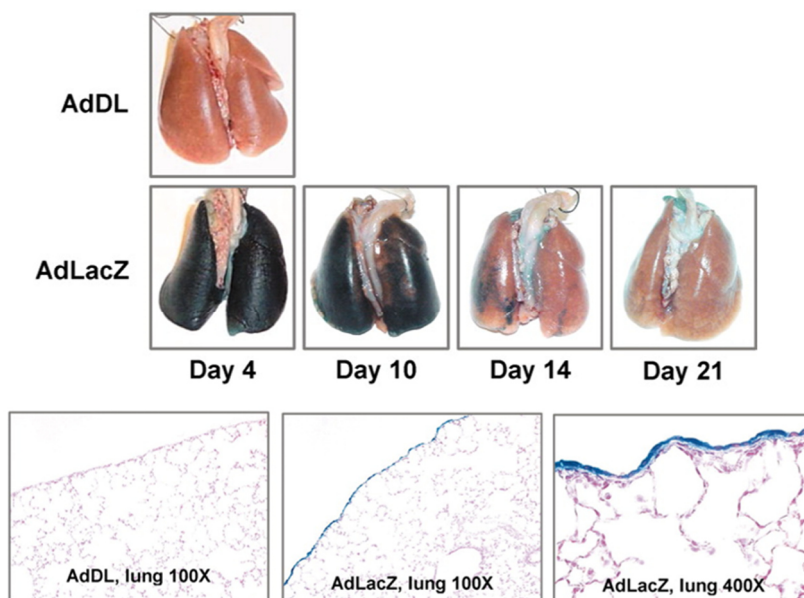 AdDL
AdLacZ
Day 4
Day 10
Day 14
Day 21
AdDL, lung 100X
AdLacZ, lung 100X
AdLacZ, lung 400X